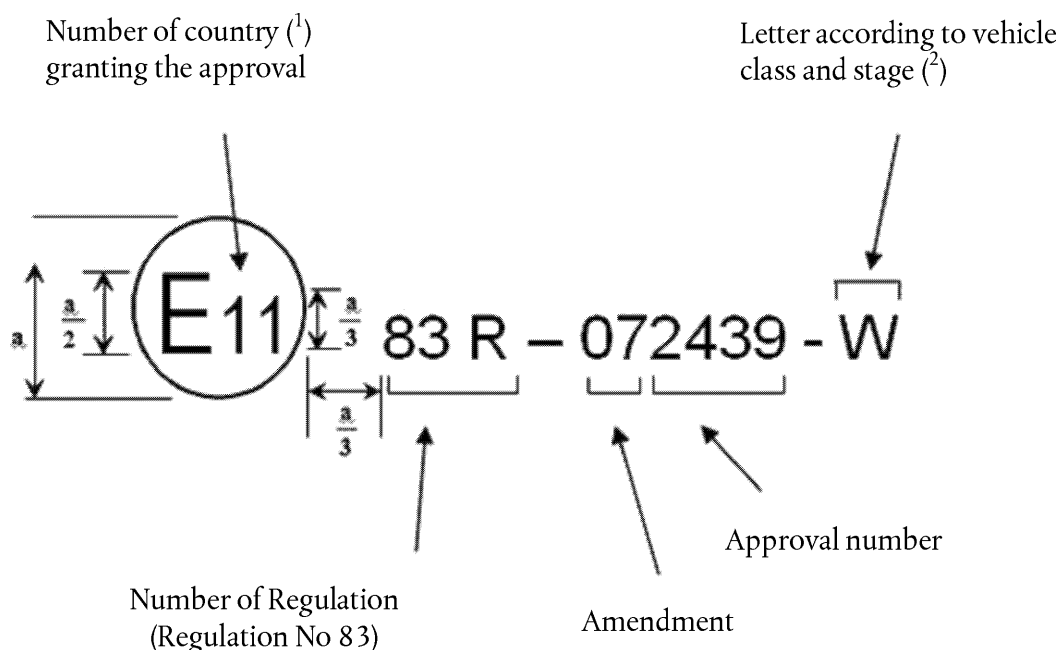 Number of country (¹)
granting the approval
Letter according to vehicle
class and stage (²)
a
a
2
E11
a
3
83 R – 072439 - W
a
3
Approval number
Number of Regulation
(Regulation No 83)
Amendment